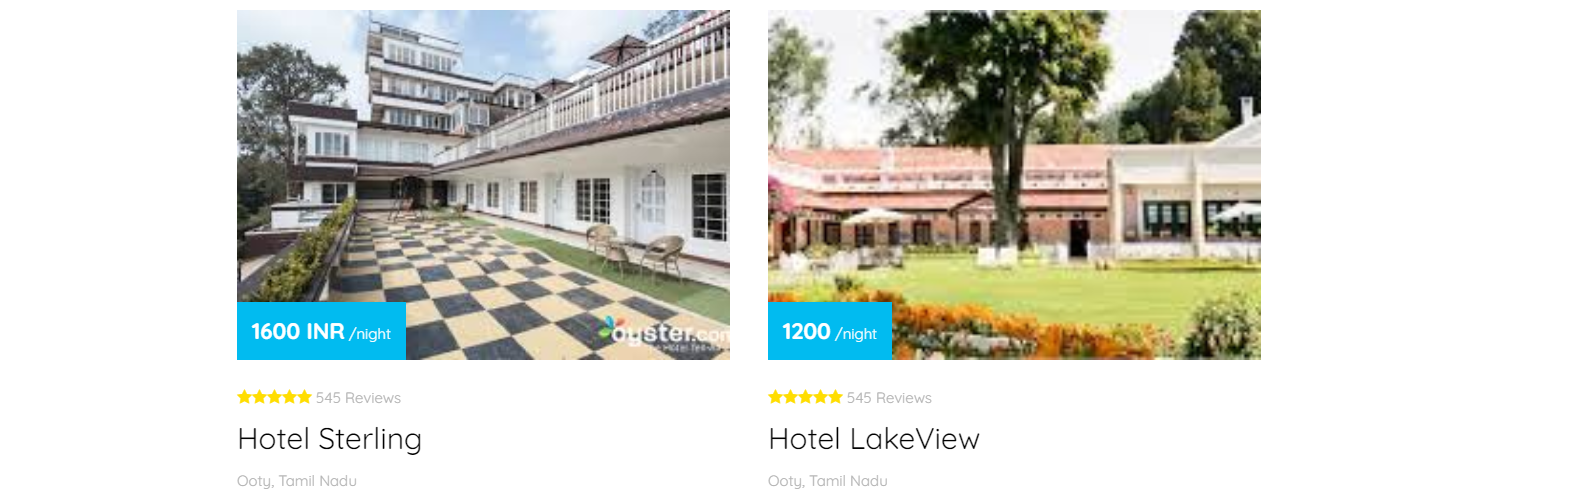 oyster.com
1600 INR /night
1200 /night
545 Reviews
545 Reviews
Hotel Sterling
Hotel LakeView
Ooty, Tamil Nadu
Ooty, Tamil Nadu